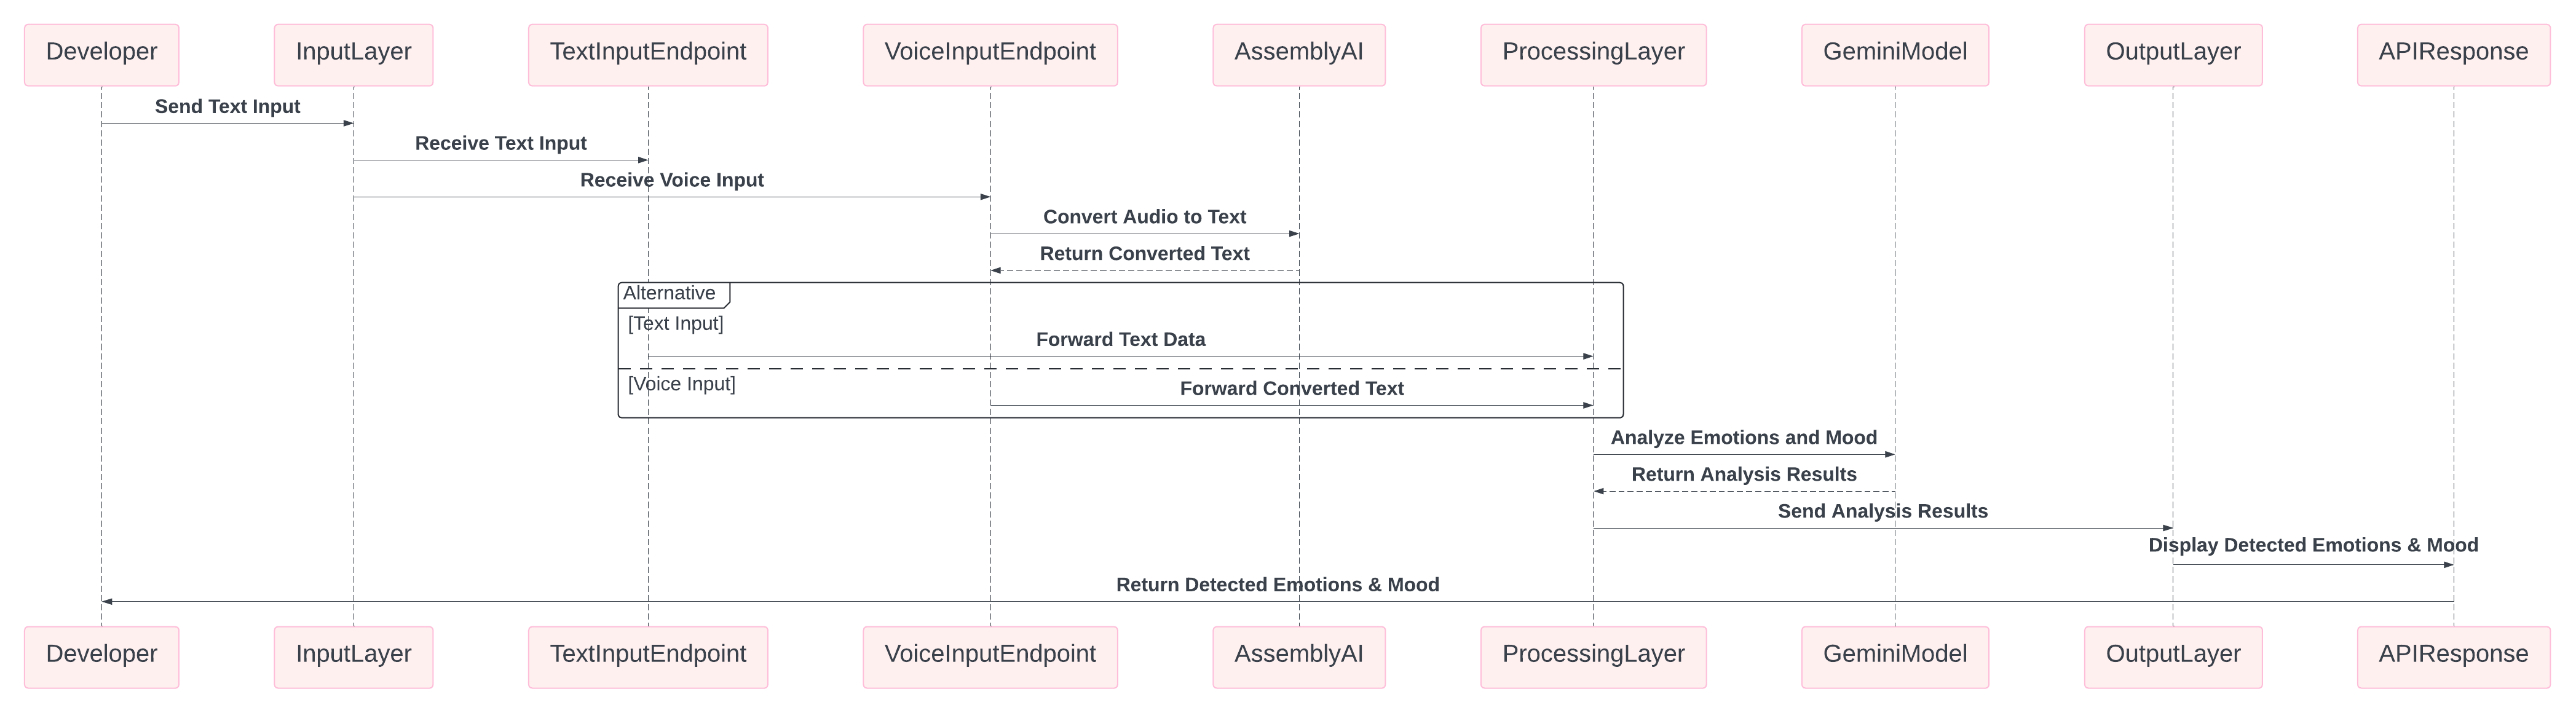 Developer
InputLayer
TextInputEndpoint
VoiceInputEndpoint
AssemblyAI
ProcessingLayer
GeminiModel
OutputLayer
APIResponse
Send Text Input
Receive Text Input
Receive Voice Input
Convert Audio to Text
Return Converted Text
Alternative
[Text Input]
Forward Text Data
[Voice Input]
Forward Converted Text
Analyze Emotions and Mood
Return Analysis Results
Send Analysis Results
Display Detected Emotions & Mood
Return Detected Emotions & Mood
Developer
InputLayer
TextInputEndpoint
VoiceInputEndpoint
AssemblyAI
ProcessingLayer
GeminiModel
OutputLayer
APIResponse